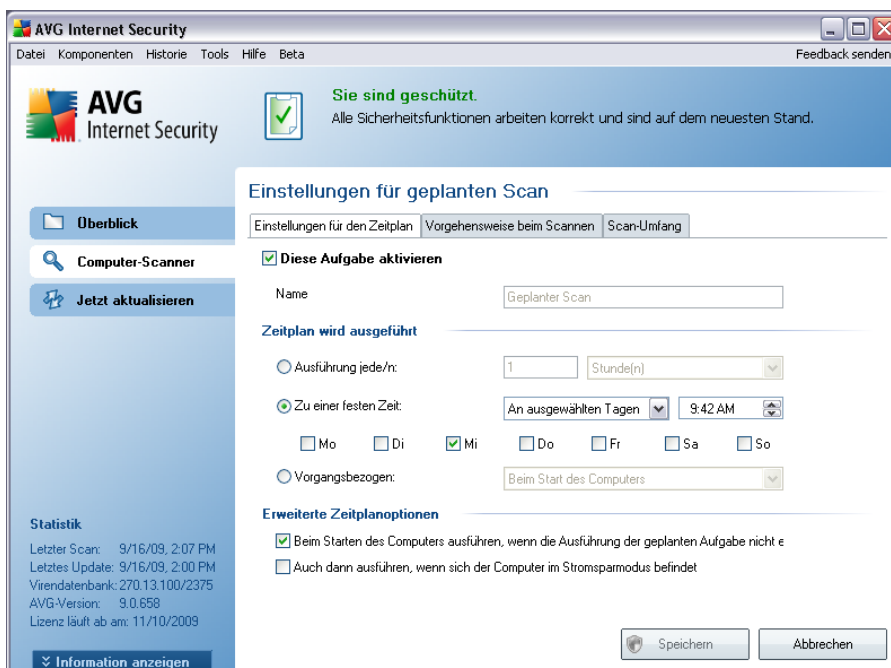 AVG Internet Security
Datei Komponenten Historie Tools Hilfe Beta Feedback senden
AVG
Internet Security
Sie sind geschützt.
Alle Sicherheitsfunktionen arbeiten korrekt und sind auf dem neuesten Stand.
Einstellungen für geplanten Scan
Überblick
Computer-Scanner
Jetzt aktualisieren
Einstellungen für den Zeitplan Vorgehensweise beim Scannen Scan-Umfang
Diese Aufgabe aktivieren
Name Geplanter Scan
Zeitplan wird ausgeführt
Ausführung jede/n: 1 Stunde(n)
Zu einer festen Zeit: An ausgewählten Tagen 9:42 AM
Mo Di Mi Do Fr Sa So
Vorgangsbezogen: Beim Start des Computers
Erweiterte Zeitplanoptionen
Beim Starten des Computers ausführen, wenn die Ausführung der geplanten Aufgabe nicht e
Auch dann ausführen, wenn sich der Computer im Stromsparmodus befindet
Statistik
Letzter Scan: 9/16/09, 2:07 PM
Letztes Update: 9/16/09, 2:00 PM
Virendatenbank: 270.13.100/2375
AVG-Version: 9.0.658
Lizenz läuft ab am: 11/10/2009
Information anzeigen
Speichern Abbrechen